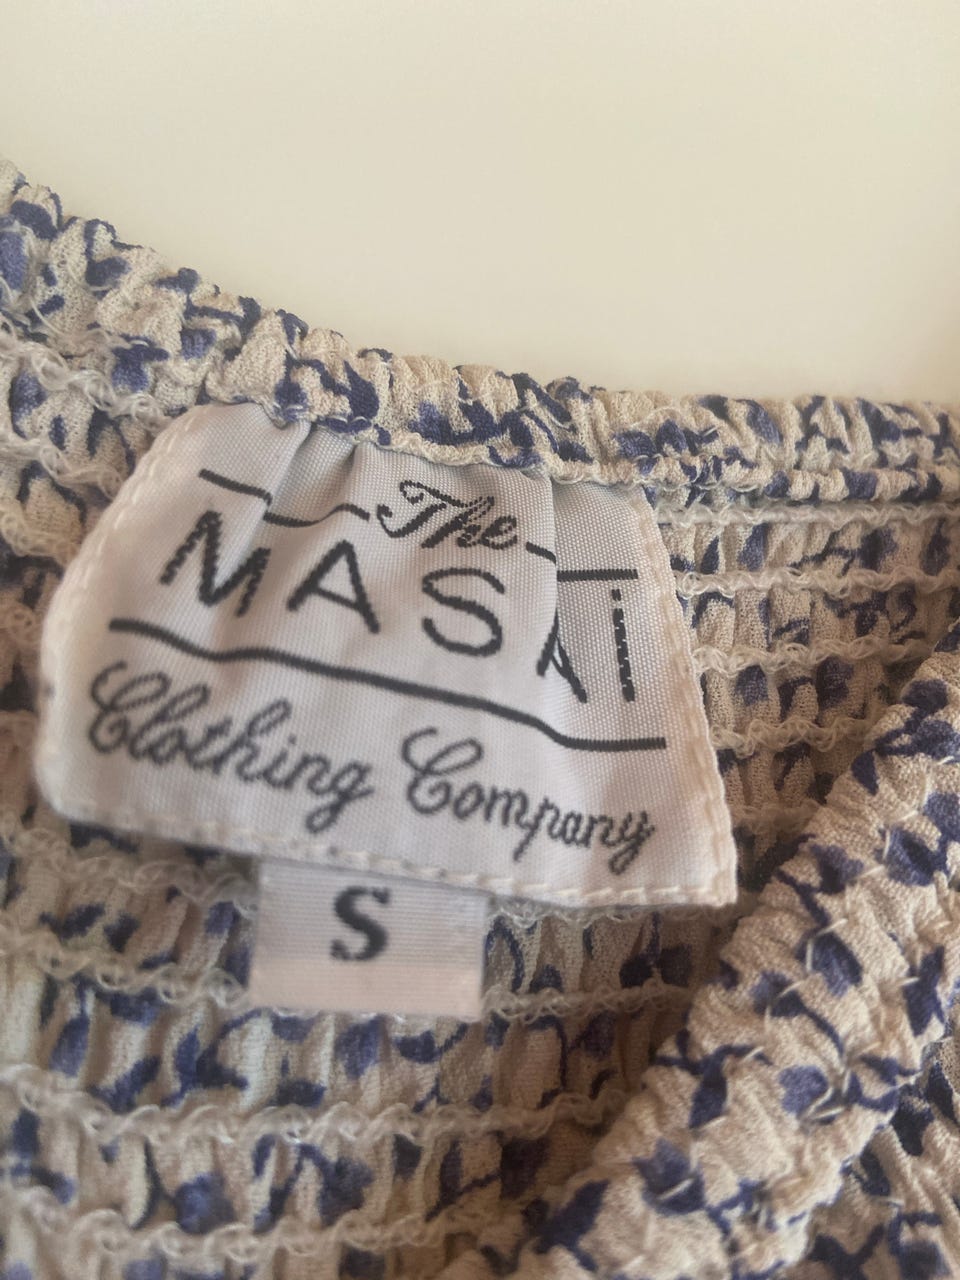 The
MASAI
Clothing Company
S